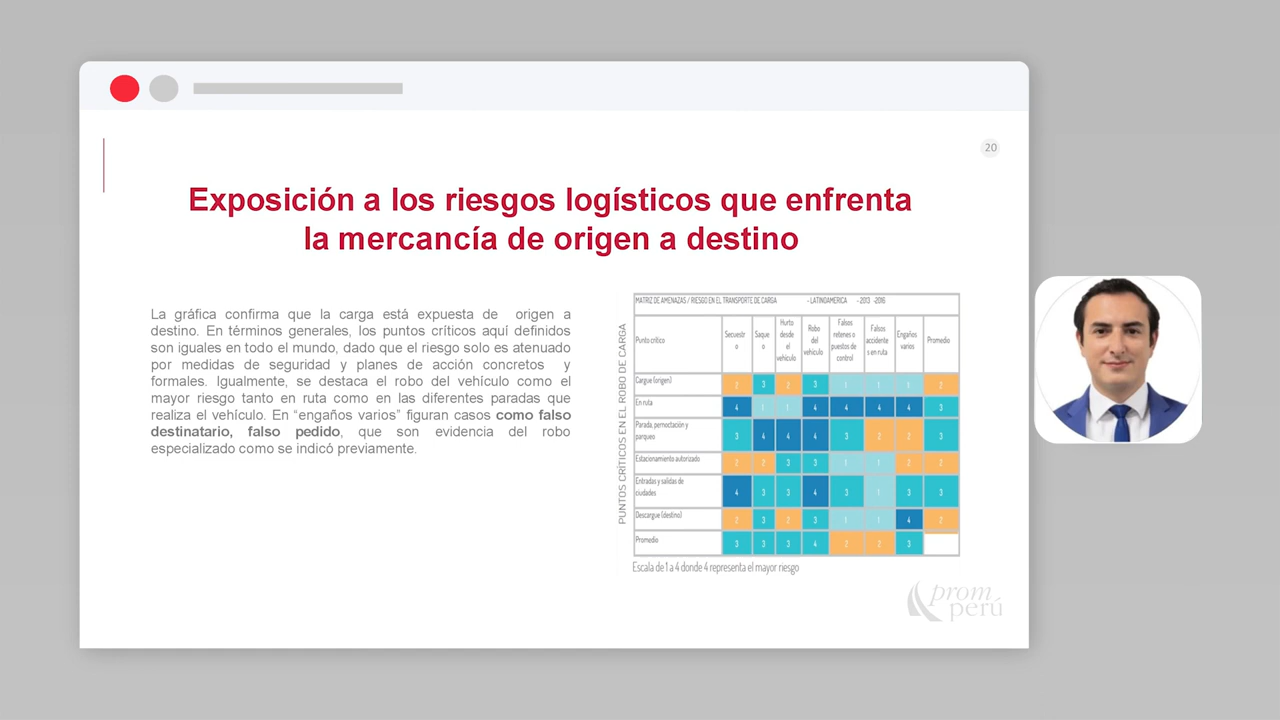 20
Exposición a los riesgos logísticos que enfrenta
la mercancía de origen a destino
La gráfica confirma que la carga está expuesta de origen a
destino. En términos generales, los puntos críticos aquí definidos
son iguales en todo el mundo, dado que el riesgo solo es atenuado
por medidas de seguridad y planes de acción concretos y
formales. Igualmente, se destaca el robo del vehículo como el
mayor riesgo tanto en ruta como en las diferentes paradas que
realiza el vehículo. En “engaños varios” figuran casos como falso
destinatario, falso pedido, que son evidencia del robo
especializado como se indicó previamente.
PUNTOS CRÍTICOS EN EL ROBO DE CARGA
MATRIZ DE AMENAZAS / RIESGO EN EL TRANSPORTE DE CARGA - LATINOAMERICA - 2013 -2016
Punto crítico Secuestro Saqueo Hurto desde el vehículo Robo del vehículo Falsos retenes o puestos de control Falsos accidentes en ruta Engaños varios Promedio
Cargue (origen) 2 3 2 3 1 1 1 2
En ruta 4 1 1 4 4 4 4 3
Parada, pernoctación y parqueo 3 4 4 4 3 2 2 3
Estacionamiento autorizado 2 2 3 3 1 1 2 2
Entradas y salidas de ciudades 4 3 3 4 3 1 3 3
Descargue (destino) 2 3 2 3 1 1 4 2
Promedio 3 3 3 4 2 2 3
Escala de 1 a 4 donde 4 representa el mayor riesgo
prom
perú